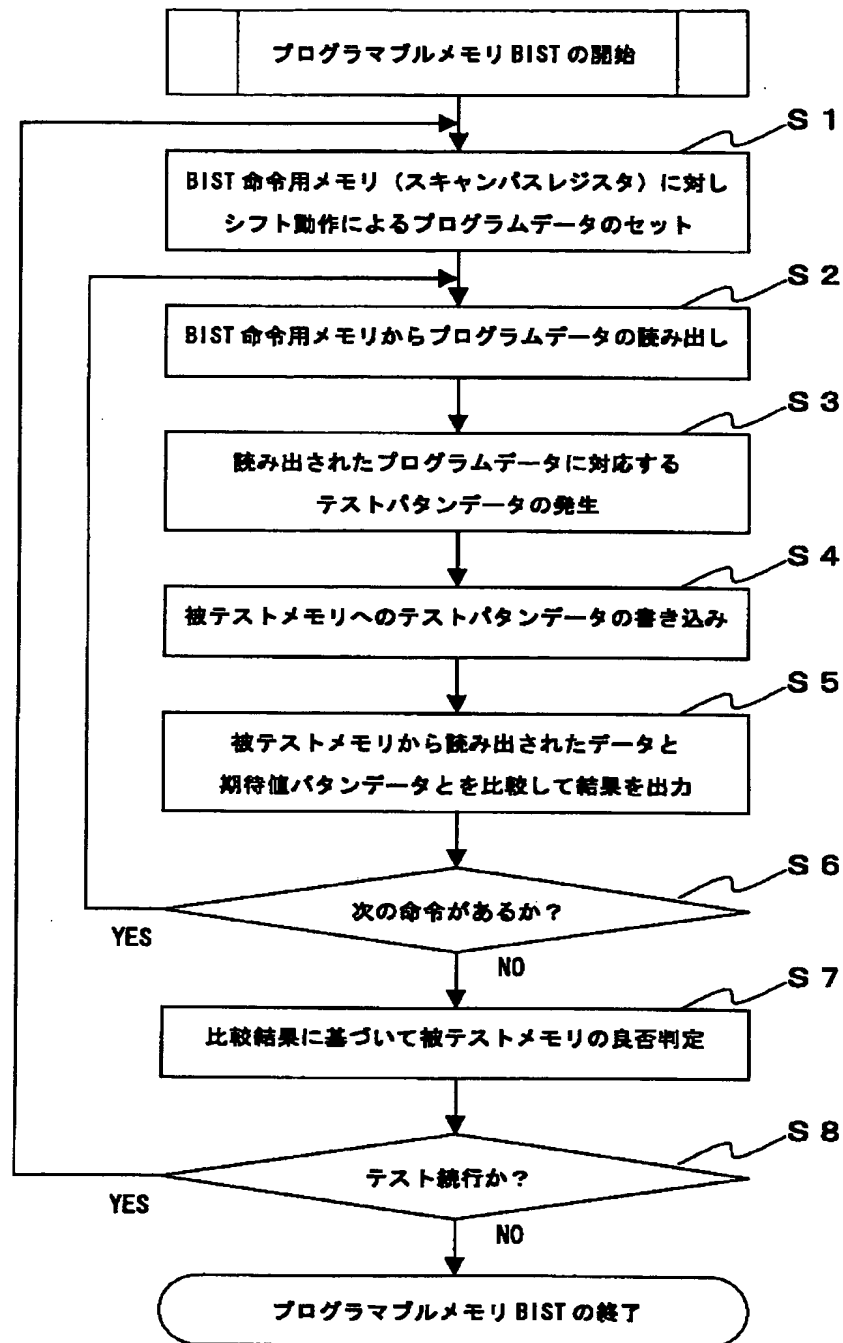 プログラマブルメモリ BIST の開始
S 1
BIST 命令用メモリ（スキャンパスレジスタ）に対し
シフト動作によるプログラムデータのセット
S 2
BIST 命令用メモリからプログラムデータの読み出し
S 3
読み出されたプログラムデータに対応する
テストパタンデータの発生
S 4
被テストメモリへのテストパタンデータの書き込み
S 5
被テストメモリから読み出されたデータと
期待値パタンデータとを比較して結果を出力
S 6
次の命令があるか？
YES
NO
S 7
比較結果に基づいて被テストメモリの良否判定
S 8
テスト続行か？
YES
NO
プログラマブルメモリ BIST の終了